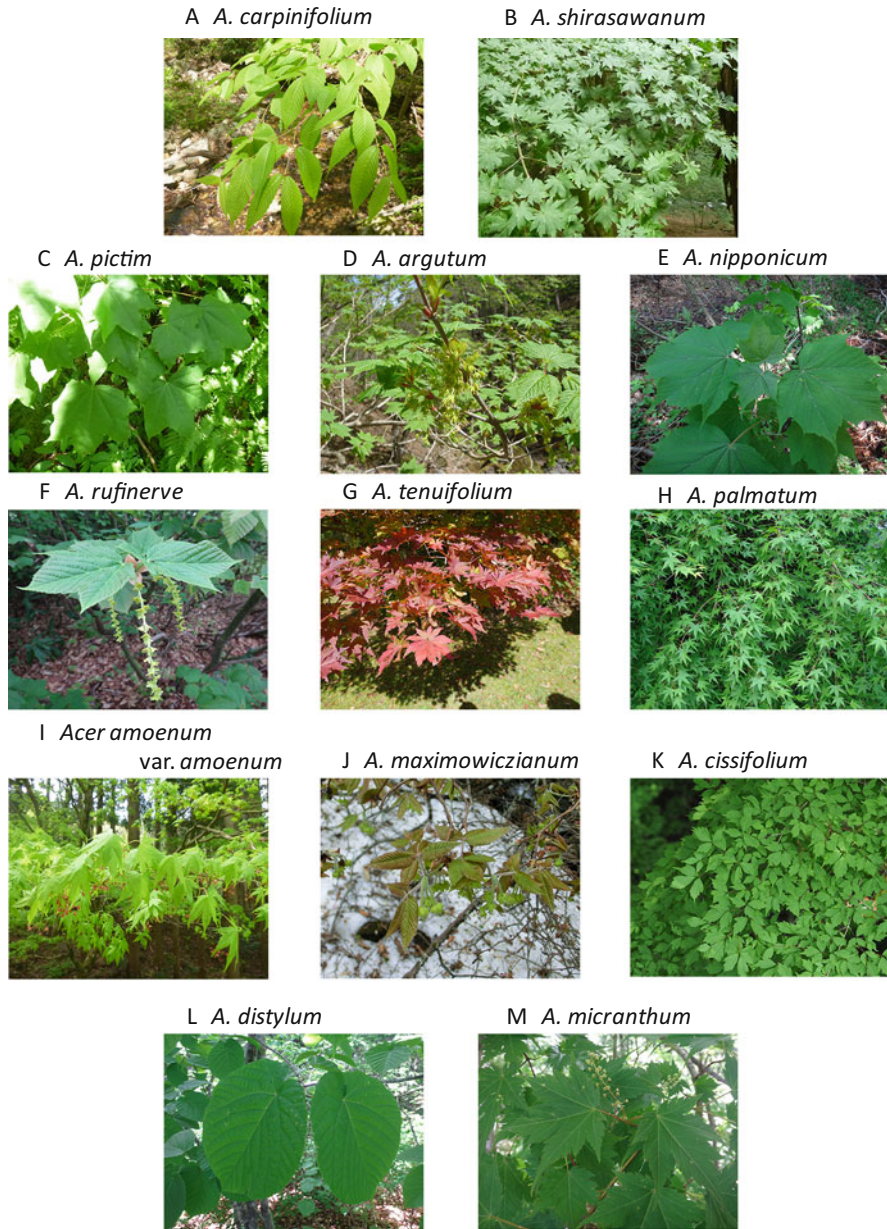 A A. carpinifolium
B A. shirasawanum
C A. pictim
D A. argutum
E A. nipponicum
F A. rufinerve
G A. tenuifolium
H A. palmatum
I Acer amoenum
var. amoenum
J A. maximowiczianum
K A. cissifolium
L A. distylum
M A. micranthum